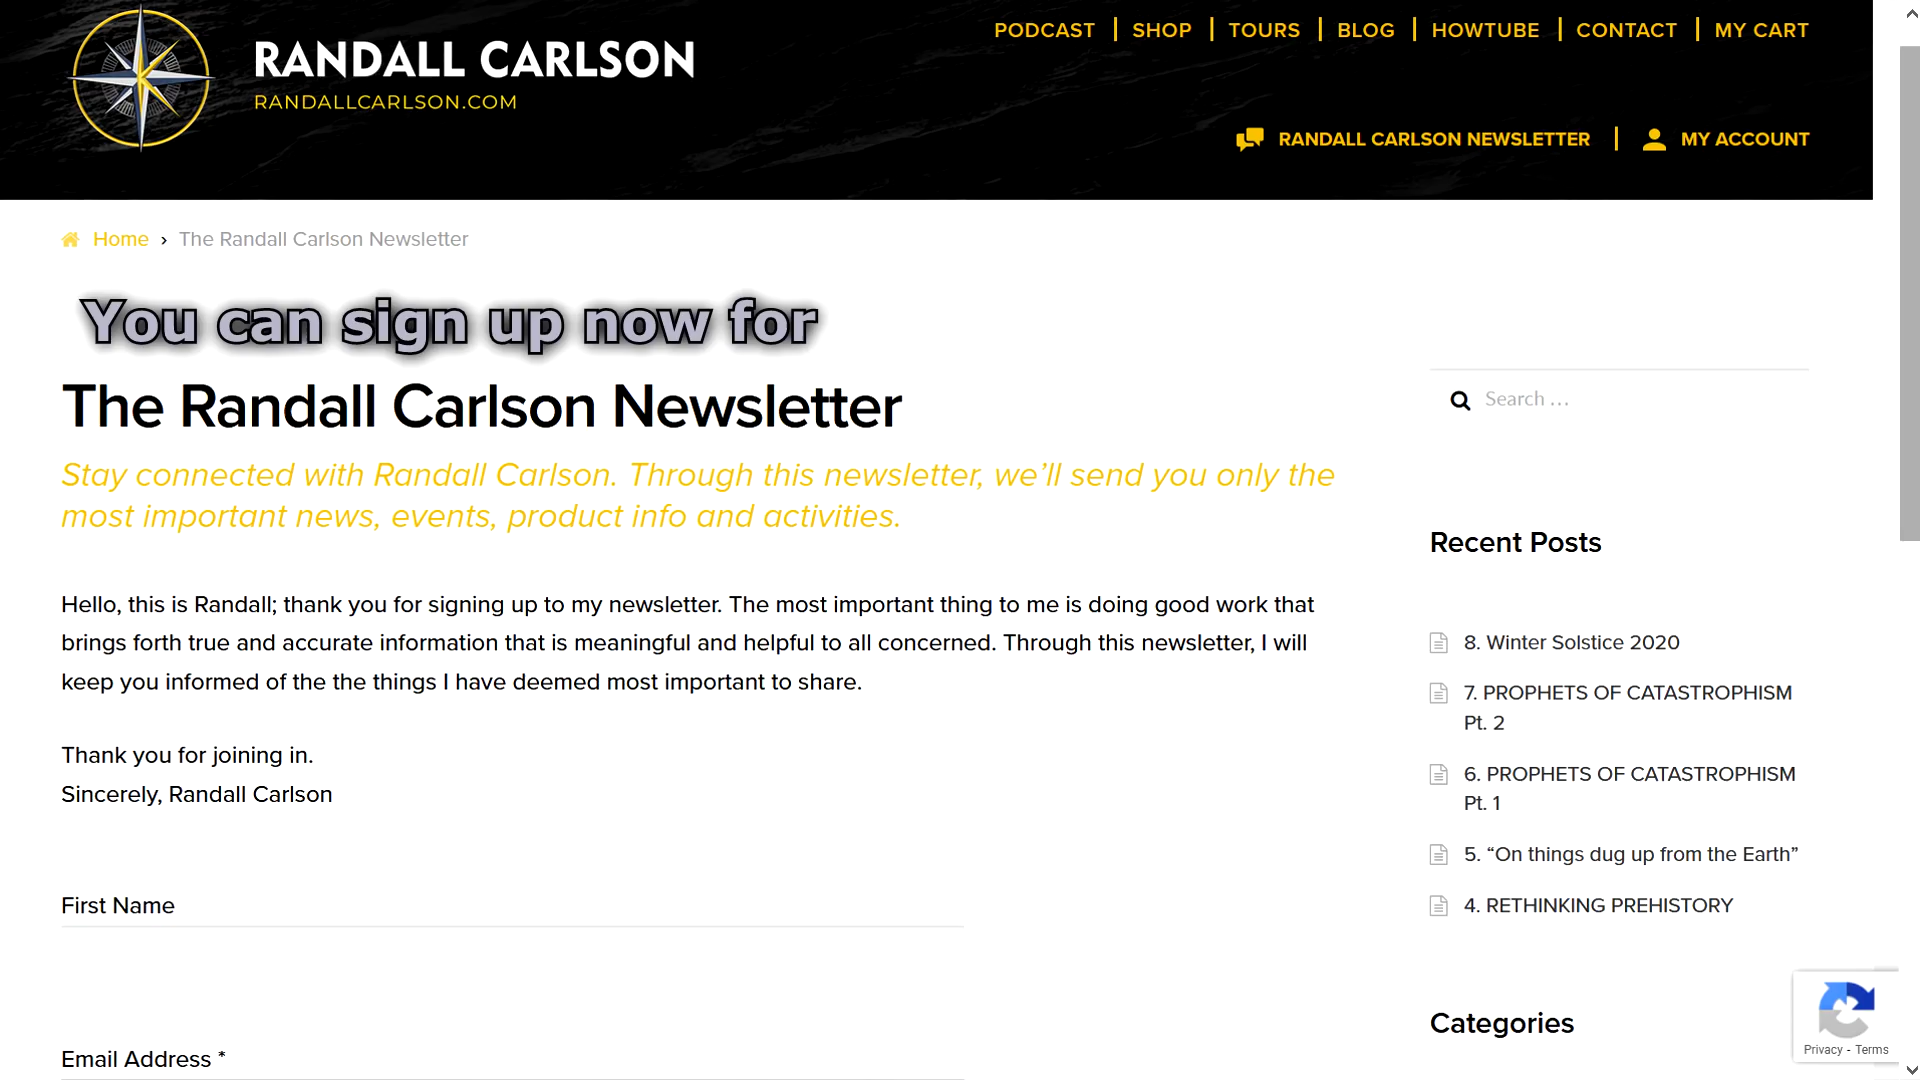 RANDALL CARLSON
RANDALLCARLSON.COM
PODCAST | SHOP | TOURS | BLOG | HOWTUBE | CONTACT | MY CART
RANDALL CARLSON NEWSLETTER | MY ACCOUNT
Home › The Randall Carlson Newsletter
You can sign up now for
The Randall Carlson Newsletter
Stay connected with Randall Carlson. Through this newsletter, we’ll send you only the
most important news, events, product info and activities.
Hello, this is Randall; thank you for signing up to my newsletter. The most important thing to me is doing good work that
brings forth true and accurate information that is meaningful and helpful to all concerned. Through this newsletter, I will
keep you informed of the the things I have deemed most important to share.
Thank you for joining in.
Sincerely, Randall Carlson
First Name
Email Address *
Search …
Recent Posts
8. Winter Solstice 2020
7. PROPHETS OF CATASTROPHISM
Pt. 2
6. PROPHETS OF CATASTROPHISM
Pt. 1
5. “On things dug up from the Earth”
4. RETHINKING PREHISTORY
Categories
Privacy - Terms